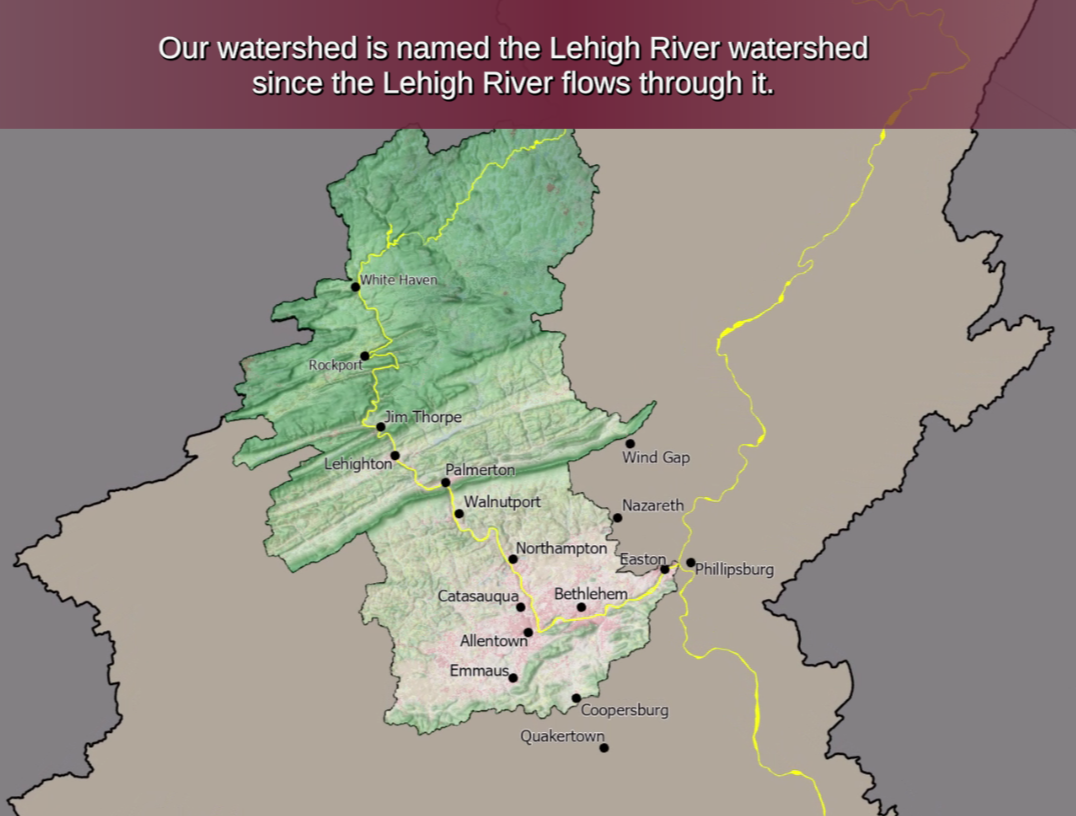 Our watershed is named the Lehigh River watershed
since the Lehigh River flows through it.
White Haven
Rockport
Jim Thorpe
Lehighton
Palmerton
Wind Gap
Walnutport
Nazareth
Northampton
Easton
Phillipsburg
Catasauqua
Bethlehem
Allentown
Emmaus
Coopersburg
Quakertown